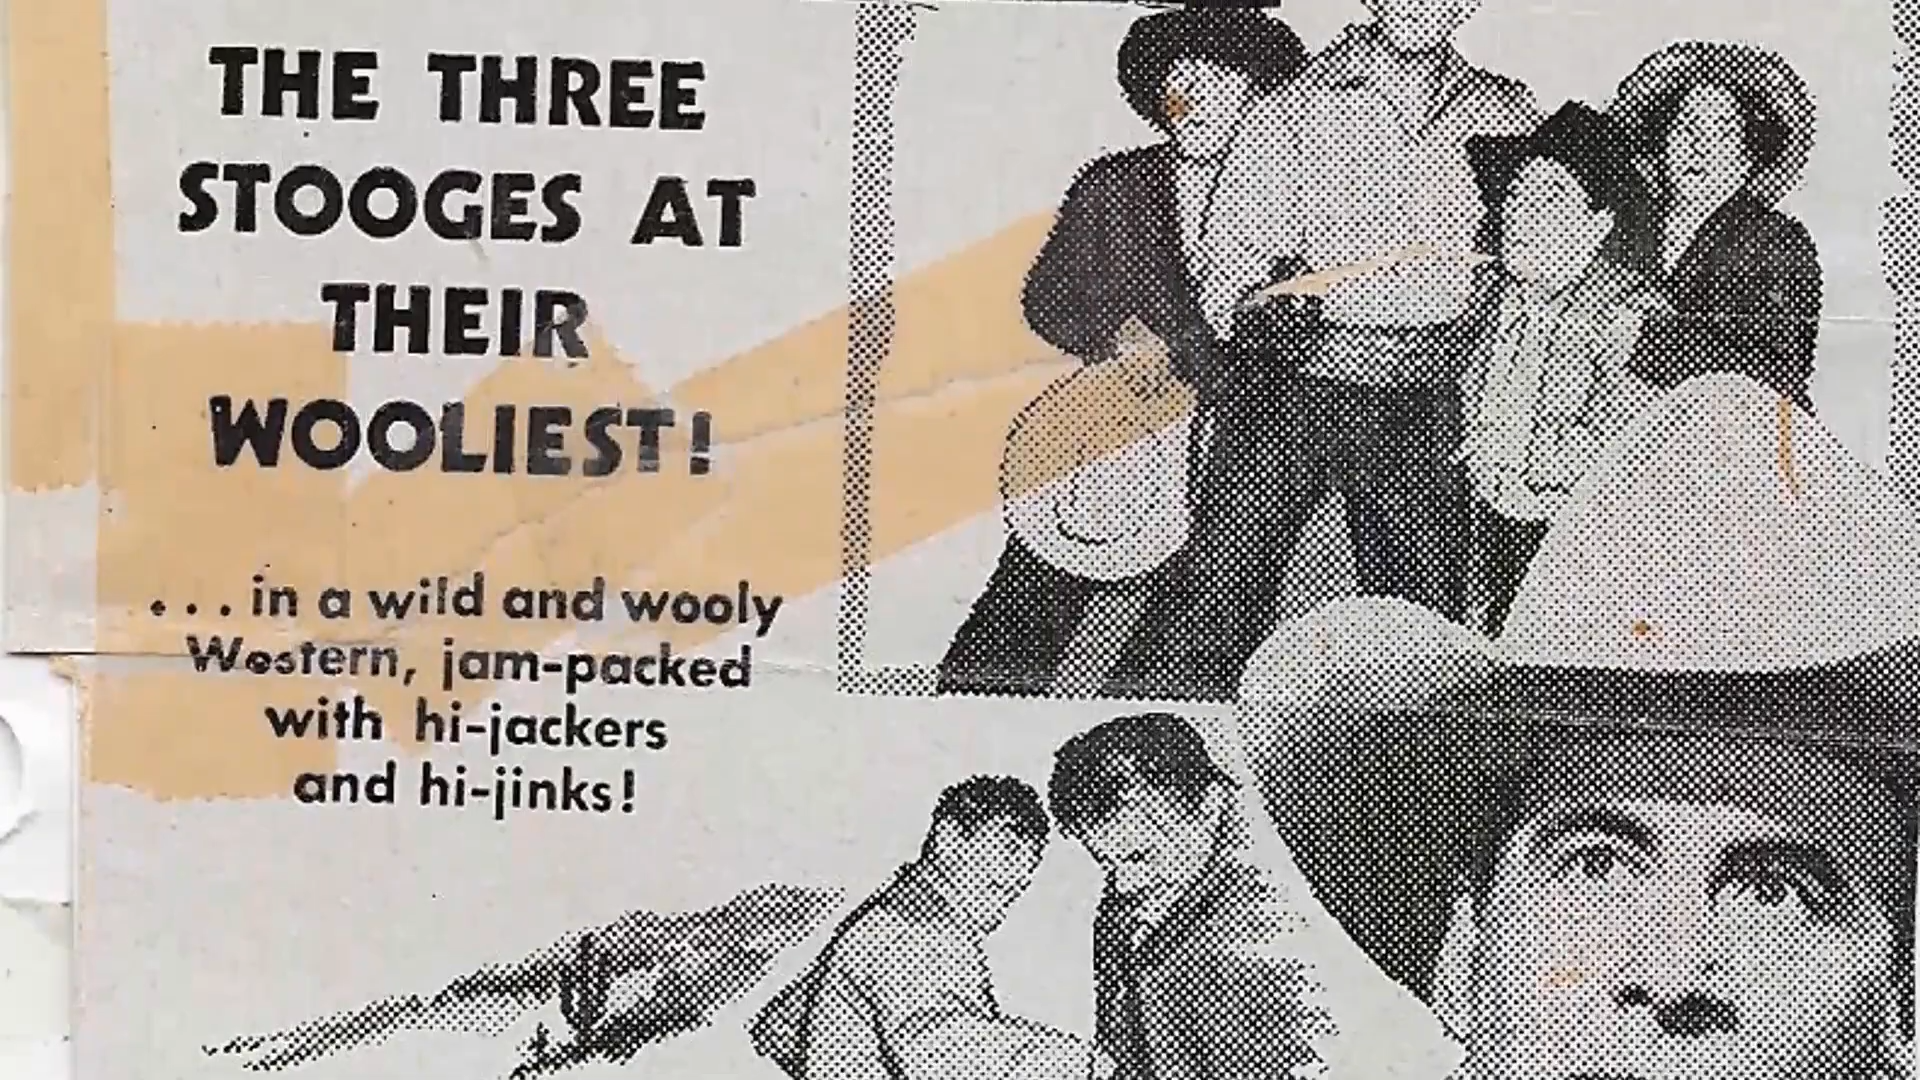 THE THREE
STOOGES AT
THEIR
WOOLIEST!
...in a wild and wooly
Western, jam-packed
with hi-jackers
and hi-jinks!